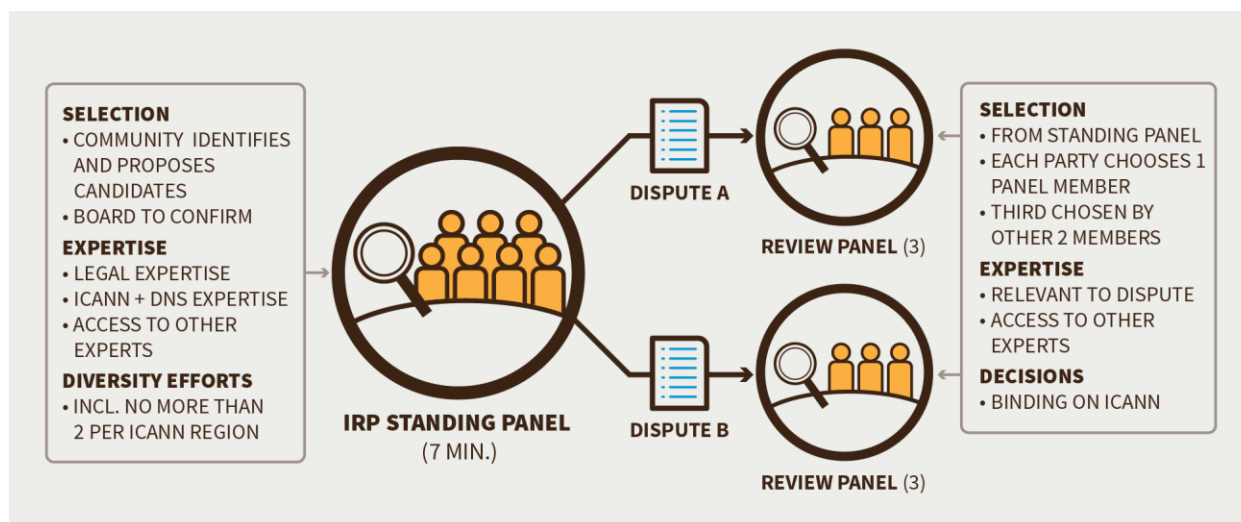 SELECTION
• COMMUNITY IDENTIFIES
AND PROPOSES
CANDIDATES
• BOARD TO CONFIRM
EXPERTISE
• LEGAL EXPERTISE
• ICANN + DNS EXPERTISE
• ACCESS TO OTHER
EXPERTS
DIVERSITY EFFORTS
• INCL. NO MORE THAN
2 PER ICANN REGION
IRP STANDING PANEL
(7 MIN.)
DISPUTE A
DISPUTE B
REVIEW PANEL (3)
REVIEW PANEL (3)
SELECTION
• FROM STANDING PANEL
• EACH PARTY CHOOSES 1
PANEL MEMBER
• THIRD CHOSEN BY
OTHER 2 MEMBERS
EXPERTISE
• RELEVANT TO DISPUTE
• ACCESS TO OTHER
EXPERTS
DECISIONS
• BINDING ON ICANN